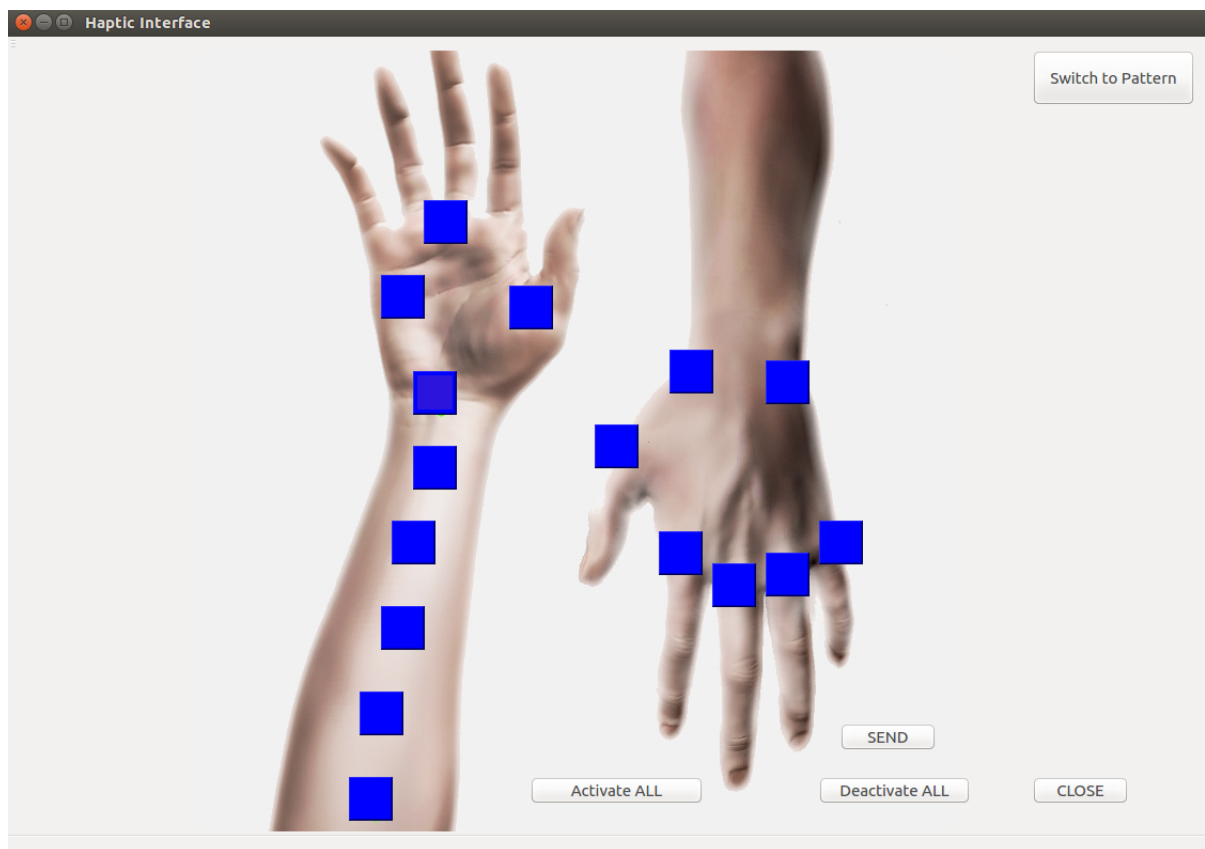 Haptic Interface
Switch to Pattern
SEND
Activate ALL
Deactivate ALL
CLOSE